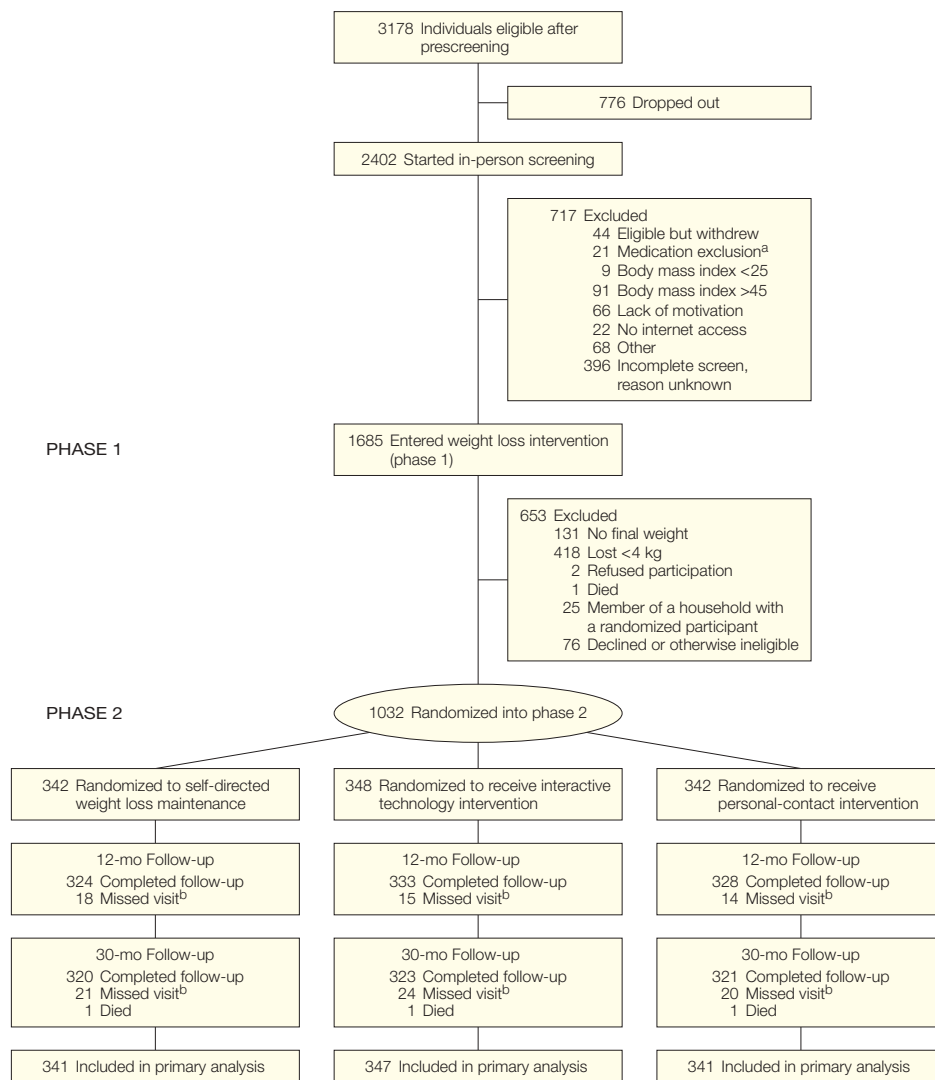 3178 Individuals eligible after
prescreening
776 Dropped out
2402 Started in-person screening
717 Excluded
44 Eligible but withdrew
21 Medication exclusionᵃ
9 Body mass index <25
91 Body mass index >45
66 Lack of motivation
22 No internet access
68 Other
396 Incomplete screen,
reason unknown
PHASE 1
1685 Entered weight loss intervention
(phase 1)
653 Excluded
131 No final weight
418 Lost <4 kg
2 Refused participation
1 Died
25 Member of a household with
a randomized participant
76 Declined or otherwise ineligible
PHASE 2
1032 Randomized into phase 2
342 Randomized to self-directed
weight loss maintenance
348 Randomized to receive interactive
technology intervention
342 Randomized to receive
personal-contact intervention
12-mo Follow-up
324 Completed follow-up
18 Missed visitᵇ
12-mo Follow-up
333 Completed follow-up
15 Missed visitᵇ
12-mo Follow-up
328 Completed follow-up
14 Missed visitᵇ
30-mo Follow-up
320 Completed follow-up
21 Missed visitᵇ
1 Died
30-mo Follow-up
323 Completed follow-up
24 Missed visitᵇ
1 Died
30-mo Follow-up
321 Completed follow-up
20 Missed visitᵇ
1 Died
341 Included in primary analysis
347 Included in primary analysis
341 Included in primary analysis